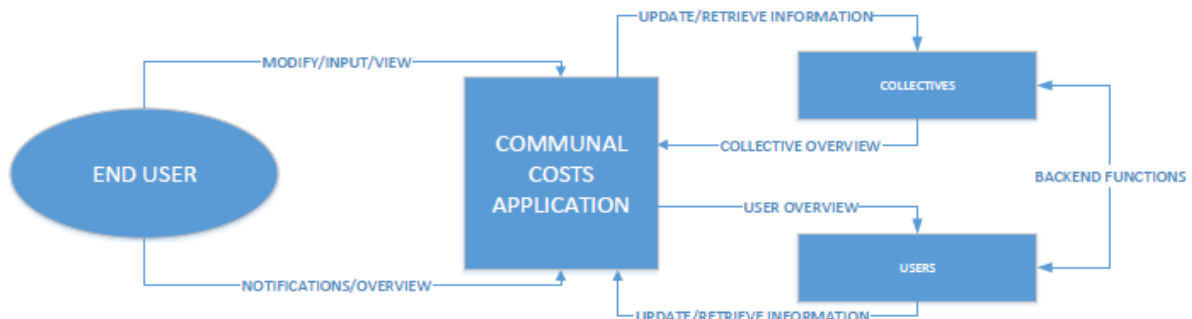 UPDATE/RETRIEVE INFORMATION
MODIFY/INPUT/VIEW
COLLECTIVES
COMMUNAL
COSTS
APPLICATION
END USER
COLLECTIVE OVERVIEW
BACKEND FUNCTIONS
USER OVERVIEW
USERS
NOTIFICATIONS/OVERVIEW
UPDATE/RETRIEVE INFORMATION